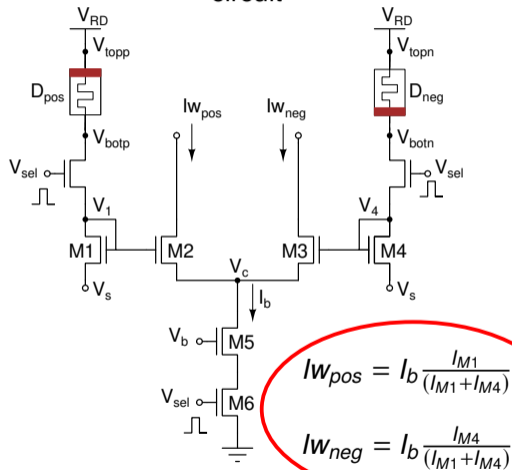 circuit
V_RD V_RD
V_topp V_topn
D_pos D_neg
Iw_pos Iw_neg
V_botp V_botn
V_sel V_sel
V_1 V_4
M1 M2 M3 M4
V_s V_c V_s
I_b
V_b M5
V_sel M6
Iw_pos = I_b I_M1/(I_M1+I_M4)
Iw_neg = I_b I_M4/(I_M1+I_M4)